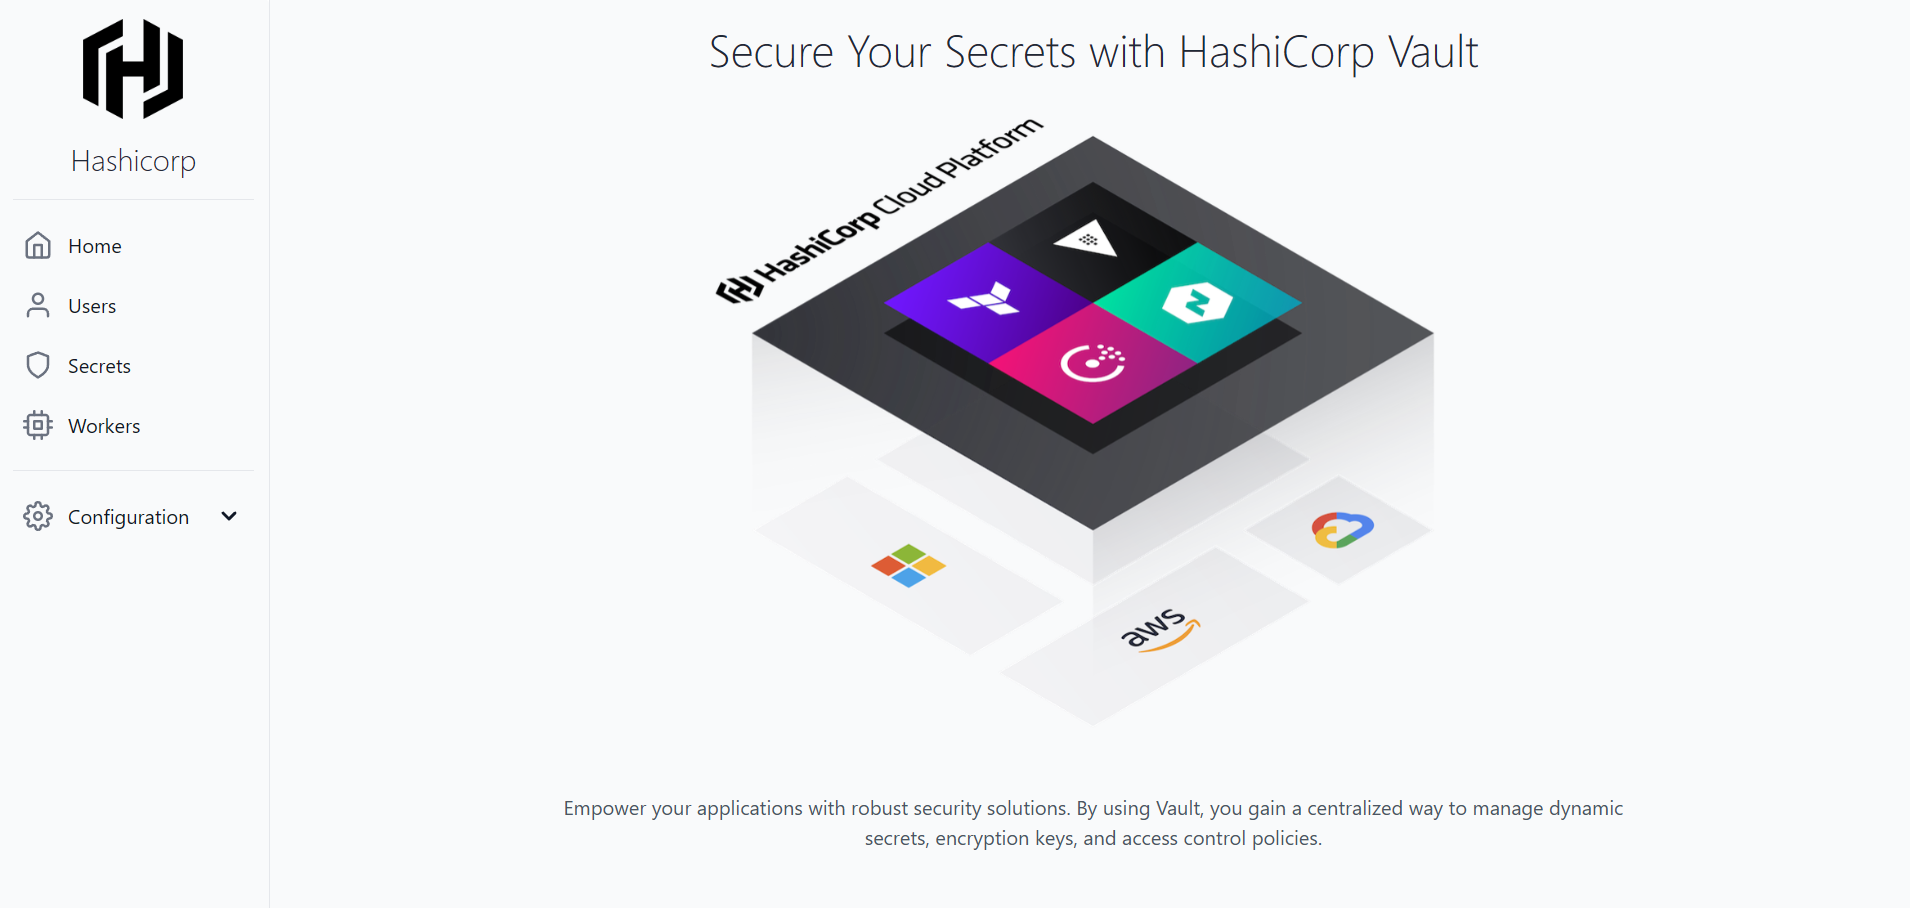 Hashicorp
Home
Users
Secrets
Workers
Configuration
Secure Your Secrets with HashiCorp Vault
HashiCorp Cloud Platform
aws
Empower your applications with robust security solutions. By using Vault, you gain a centralized way to manage dynamic
secrets, encryption keys, and access control policies.